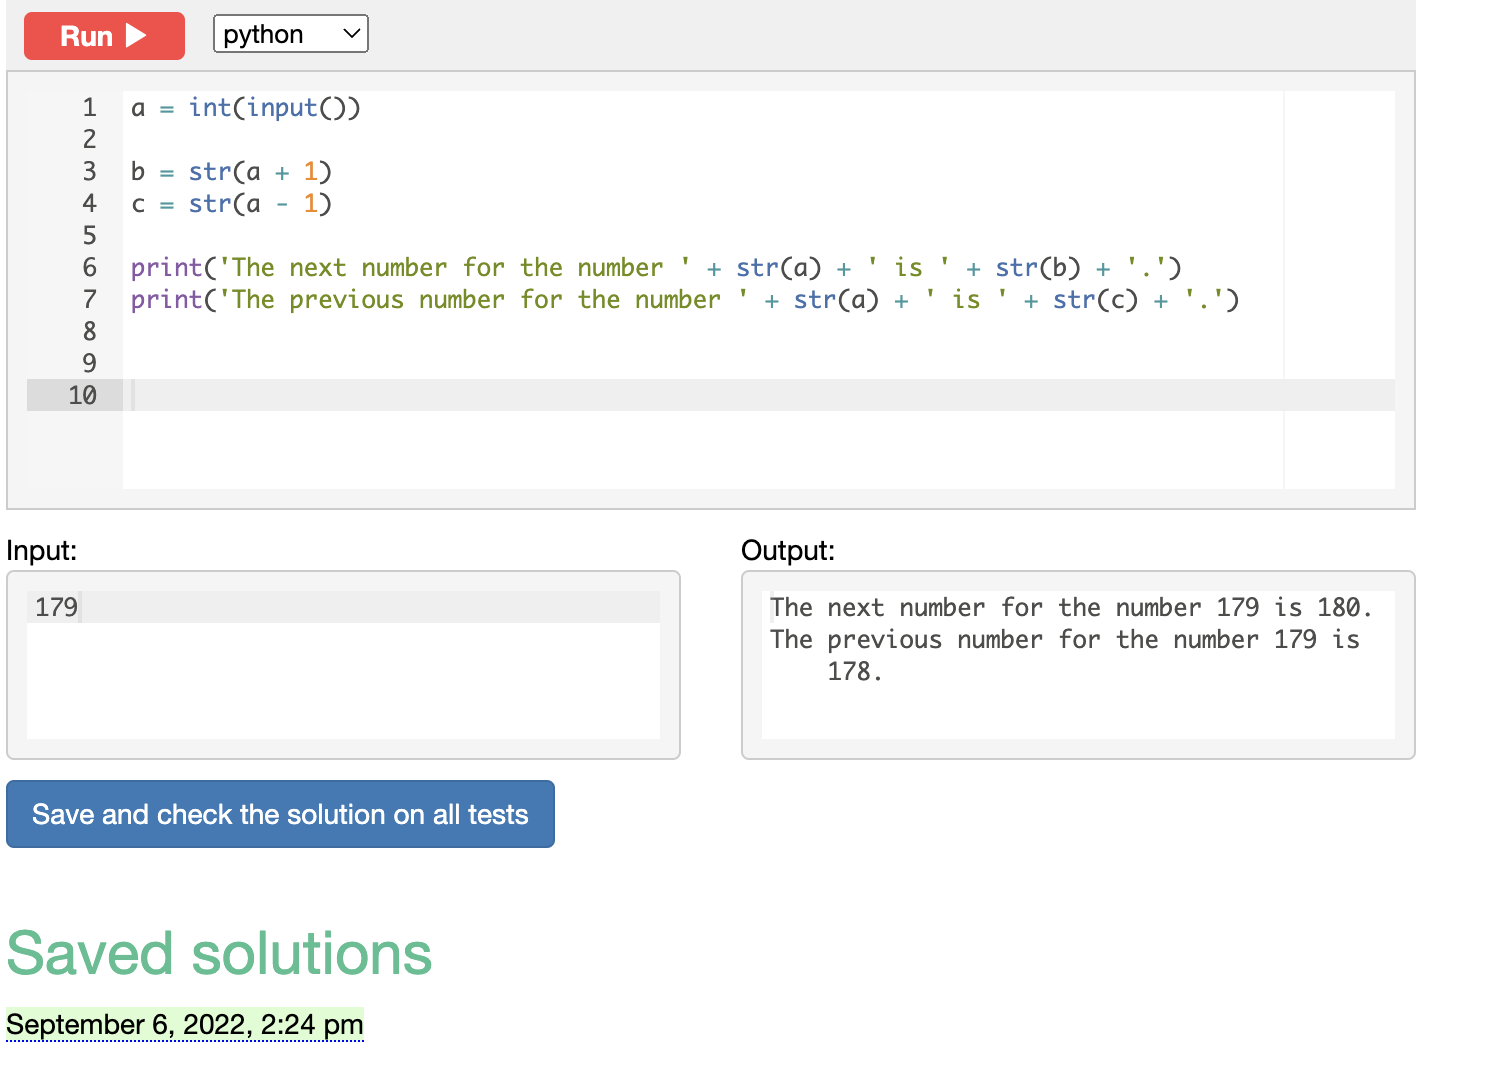 Run
python
1 a = int(input())
2
3 b = str(a + 1)
4 c = str(a - 1)
5
6 print('The next number for the number ' + str(a) + ' is ' + str(b) + '.')
7 print('The previous number for the number ' + str(a) + ' is ' + str(c) + '.')
8
9
10
Input:
179
Output:
The next number for the number 179 is 180.
The previous number for the number 179 is
178.
Save and check the solution on all tests
Saved solutions
September 6, 2022, 2:24 pm